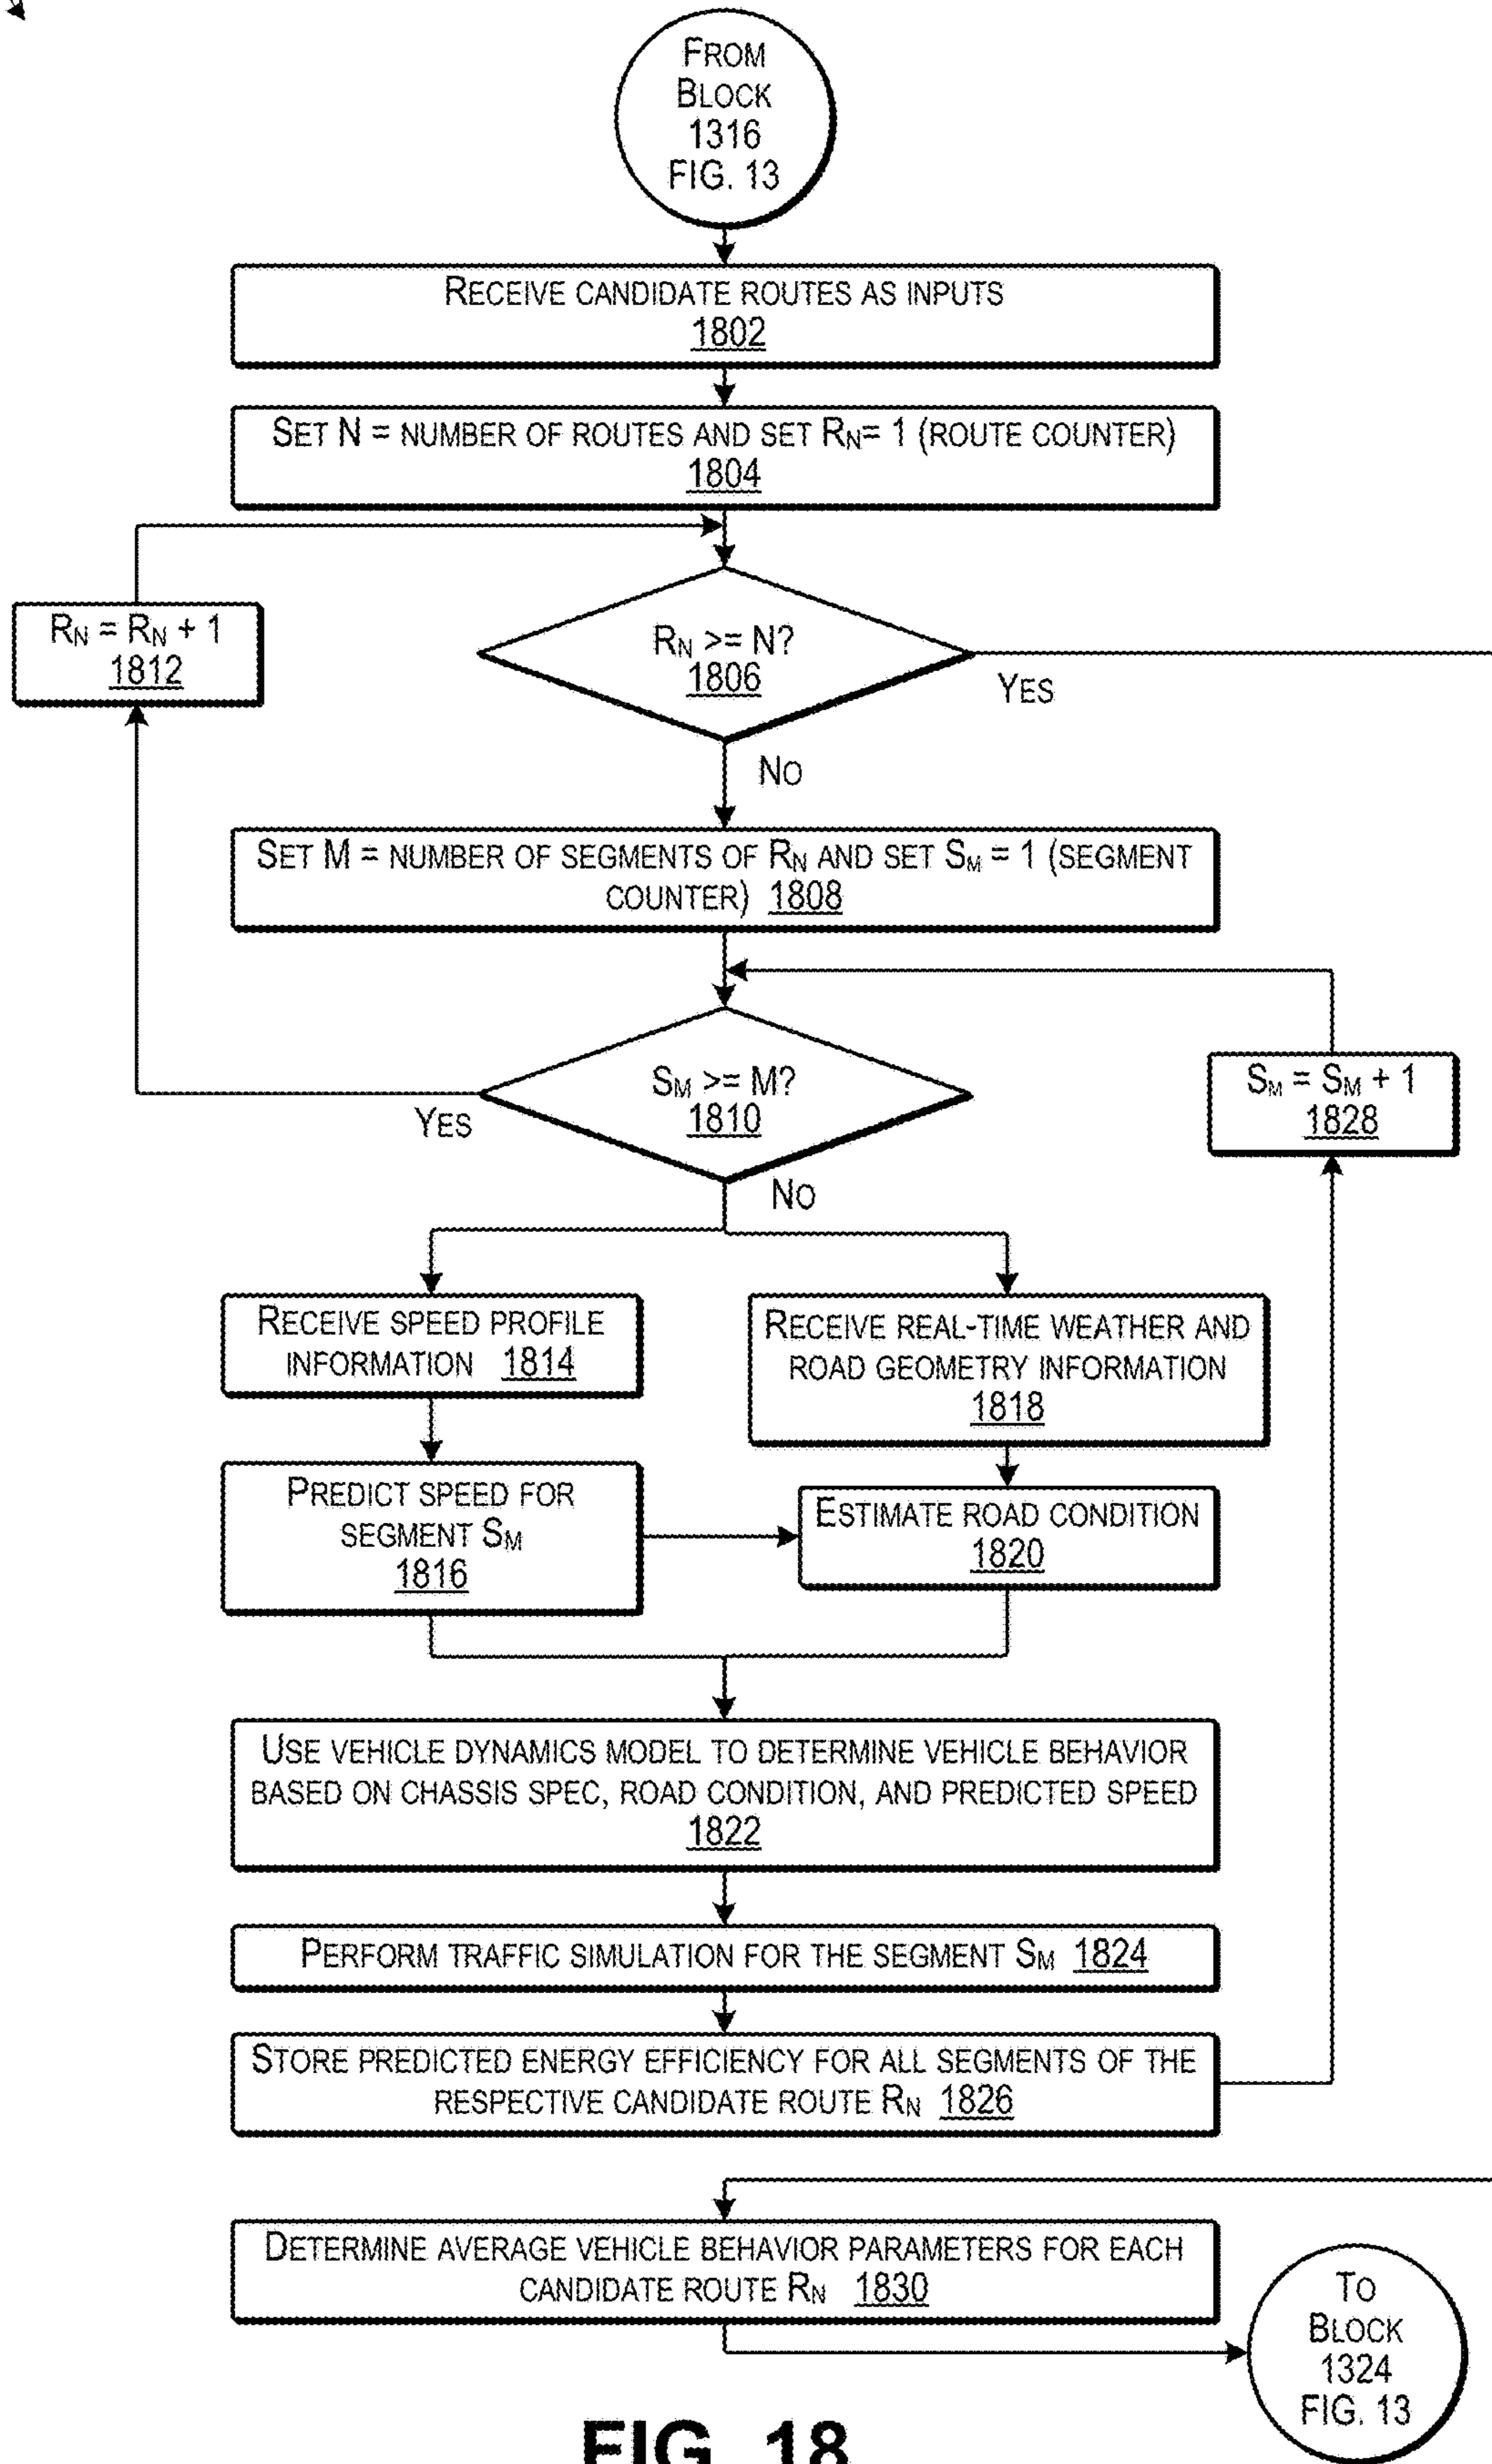 FROM
BLOCK
1316
FIG. 13
RECEIVE CANDIDATE ROUTES AS INPUTS
1802
SET N = NUMBER OF ROUTES AND SET RN= 1 (ROUTE COUNTER)
1804
RN = RN + 1
1812
RN >= N?
1806
YES
NO
SET M = NUMBER OF SEGMENTS OF RN AND SET SM = 1 (SEGMENT
COUNTER) 1808
SM >= M?
1810
YES
NO
SM = SM + 1
1828
RECEIVE SPEED PROFILE
INFORMATION 1814
RECEIVE REAL-TIME WEATHER AND
ROAD GEOMETRY INFORMATION
1818
PREDICT SPEED FOR
SEGMENT SM
1816
ESTIMATE ROAD CONDITION
1820
USE VEHICLE DYNAMICS MODEL TO DETERMINE VEHICLE BEHAVIOR
BASED ON CHASSIS SPEC, ROAD CONDITION, AND PREDICTED SPEED
1822
PERFORM TRAFFIC SIMULATION FOR THE SEGMENT SM 1824
STORE PREDICTED ENERGY EFFICIENCY FOR ALL SEGMENTS OF THE
RESPECTIVE CANDIDATE ROUTE RN 1826
DETERMINE AVERAGE VEHICLE BEHAVIOR PARAMETERS FOR EACH
CANDIDATE ROUTE RN 1830
TO
BLOCK
1324
FIG. 13
FIG. 18